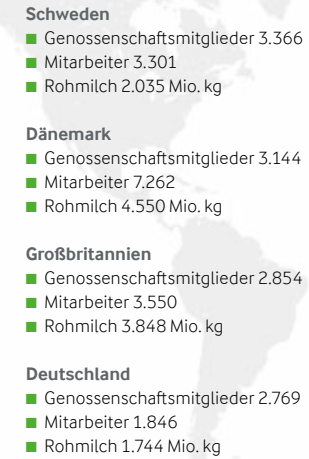 Schweden
Genossenschaftsmitglieder 3.366
Mitarbeiter 3.301
Rohmilch 2.035 Mio. kg
Dänemark
Genossenschaftsmitglieder 3.144
Mitarbeiter 7.262
Rohmilch 4.550 Mio. kg
Großbritannien
Genossenschaftsmitglieder 2.854
Mitarbeiter 3.550
Rohmilch 3.848 Mio. kg
Deutschland
Genossenschaftsmitglieder 2.769
Mitarbeiter 1.846
Rohmilch 1.744 Mio. kg